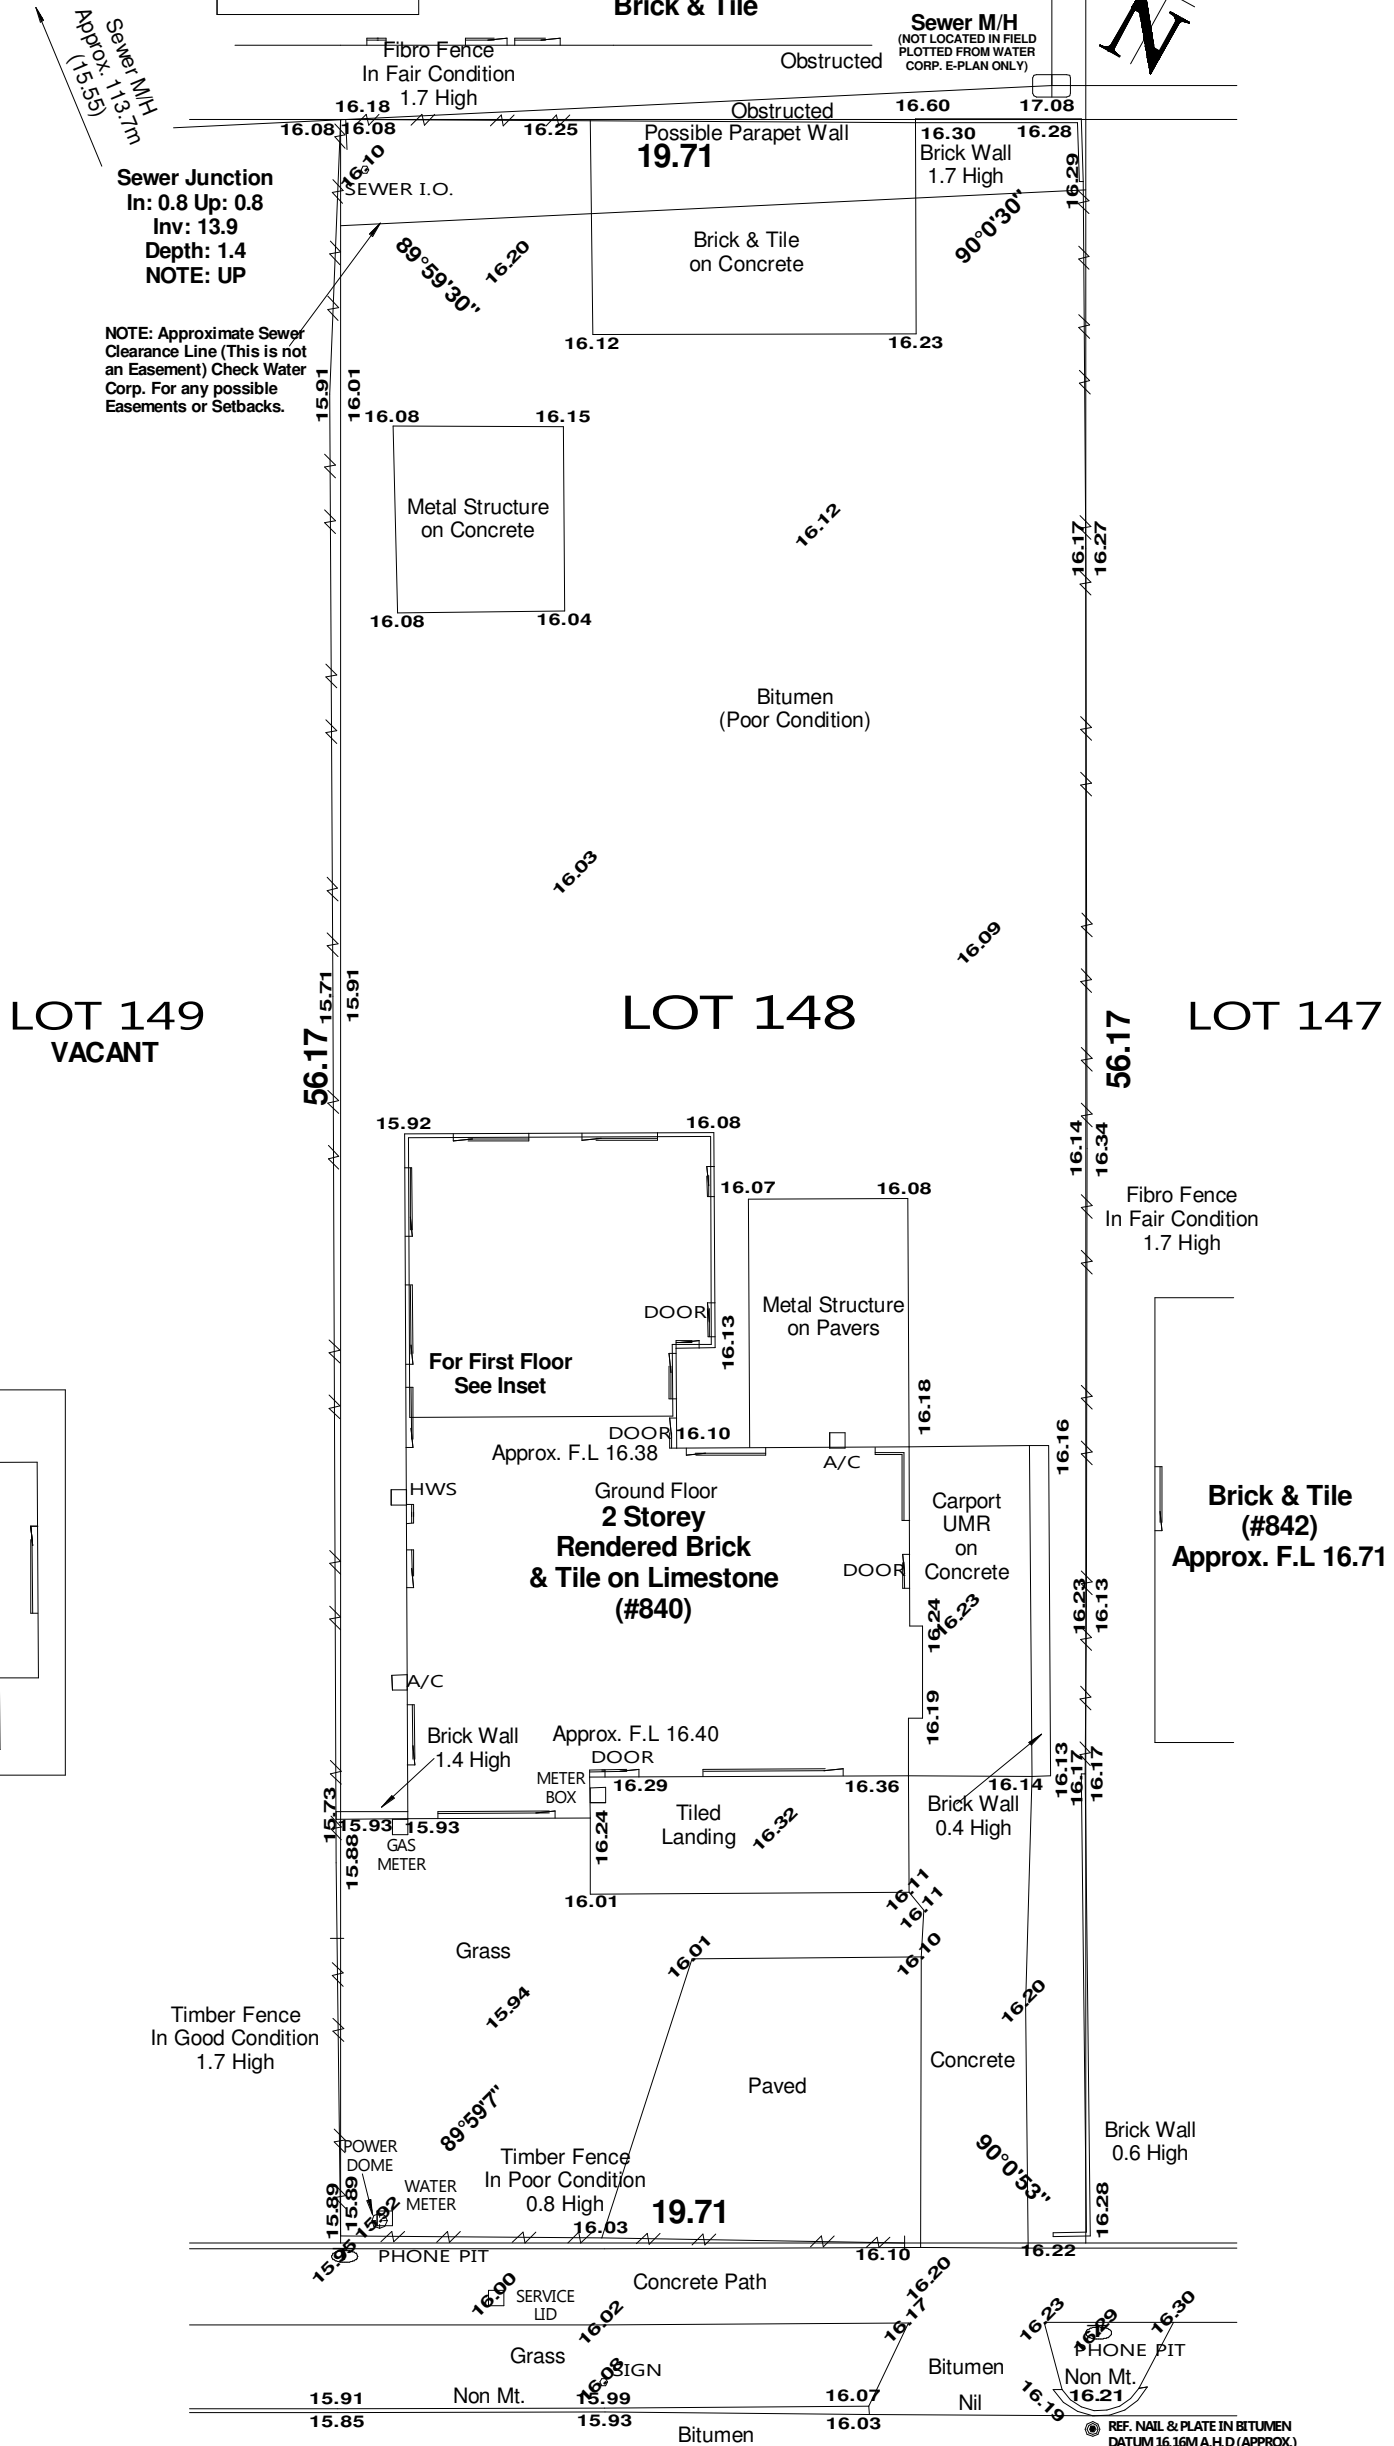 Brick & Tile
Sewer M/H
(NOT LOCATED IN FIELD
PLOTTED FROM WATER
CORP. E-PLAN ONLY)
N
Sewer M/H
Approx. 113.7m
(15.55)
Fibro Fence
In Fair Condition
1.7 High
Obstructed
16.18
16.60
17.08
Obstructed
16.08
16.08
16.25
Possible Parapet Wall
16.30
16.28
19.71
Brick Wall
1.7 High
16.29
16.10
SEWER I.O.
Sewer Junction
In: 0.8 Up: 0.8
Inv: 13.9
Depth: 1.4
NOTE: UP
89°59'30"
16.20
Brick & Tile
on Concrete
90°0'30"
NOTE: Approximate Sewer
Clearance Line (This is not
an Easement) Check Water
Corp. For any possible
Easements or Setbacks.
16.12
16.23
15.91
16.01
16.08
16.15
Metal Structure
on Concrete
16.12
16.17
16.27
16.08
16.04
Bitumen
(Poor Condition)
16.03
16.09
15.71
15.91
LOT 149
VACANT
LOT 148
LOT 147
56.17
56.17
15.92
16.08
16.14
16.34
16.07
16.08
Fibro Fence
In Fair Condition
1.7 High
DOOR
16.13
Metal Structure
on Pavers
For First Floor
See Inset
16.18
DOOR
16.10
16.16
Approx. F.L 16.38
A/C
HWS
Ground Floor
2 Storey
Rendered Brick
& Tile on Limestone
(#840)
Carport
UMR
on
Concrete
DOOR
Brick & Tile
(#842)
Approx. F.L 16.71
16.24
16.23
16.23
16.13
A/C
16.19
Brick Wall
1.4 High
Approx. F.L 16.40
DOOR
METER
BOX
16.29
16.36
16.14
16.13
16.17
16.17
Brick Wall
0.4 High
15.73
15.93
15.93
15.88
GAS
METER
16.24
Tiled
Landing
16.32
16.01
16.11
16.11
16.10
Grass
16.01
15.94
16.20
Timber Fence
In Good Condition
1.7 High
Concrete
Paved
89°59'7"
90°0'53"
Brick Wall
0.6 High
POWER
DOME
WATER
METER
Timber Fence
In Poor Condition
0.8 High
19.71
15.89
15.89
15.92
16.03
16.28
15.95
PHONE PIT
16.10
16.22
Concrete Path
16.20
16.00
SERVICE
LID
16.02
16.17
16.23
16.29
16.30
PHONE PIT
Grass
16.08
SIGN
Bitumen
Non Mt.
Non Mt.
15.91
15.99
16.07
Nil
16.19
16.21
15.85
15.93
16.03
Bitumen
REF. NAIL & PLATE IN BITUMEN
DATUM 16.16M A.H.D (APPROX.)